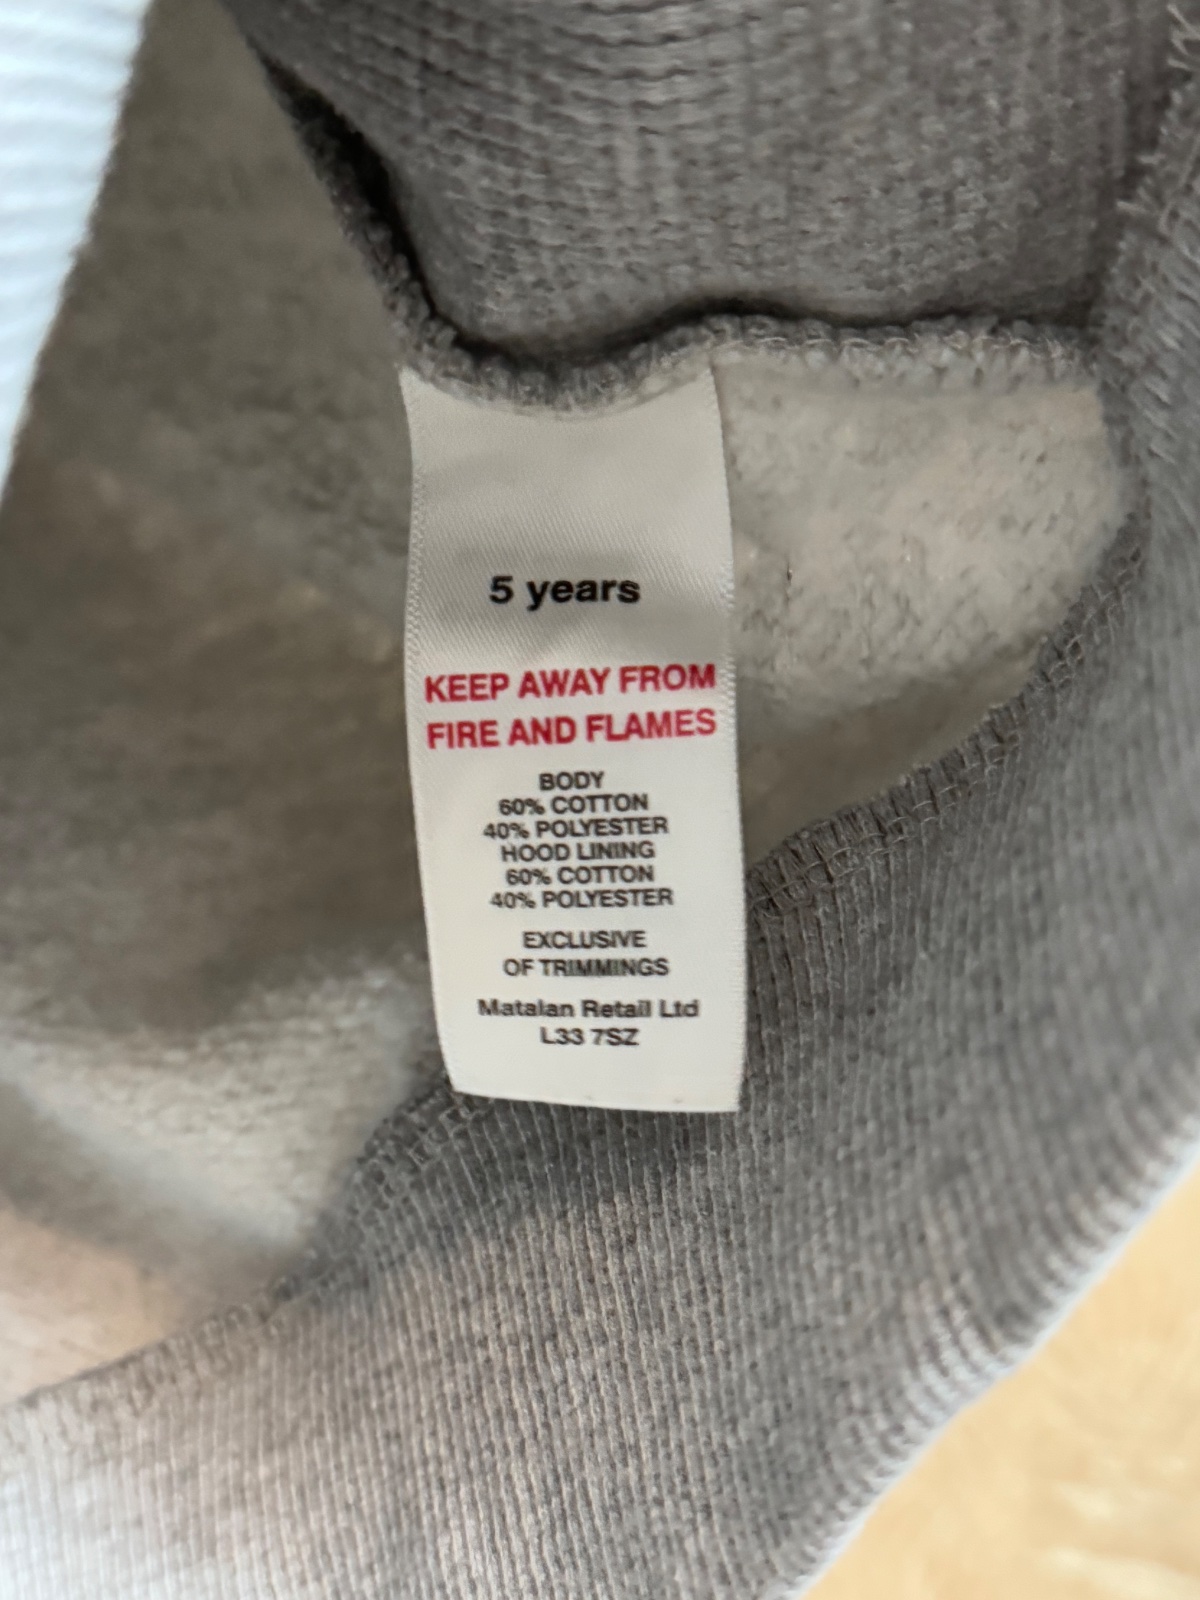 5 years
KEEP AWAY FROM
FIRE AND FLAMES
BODY
60% COTTON
40% POLYESTER
HOOD LINING
60% COTTON
40% POLYESTER
EXCLUSIVE
OF TRIMMINGS
Matalan Retail Ltd
L33 7SZ